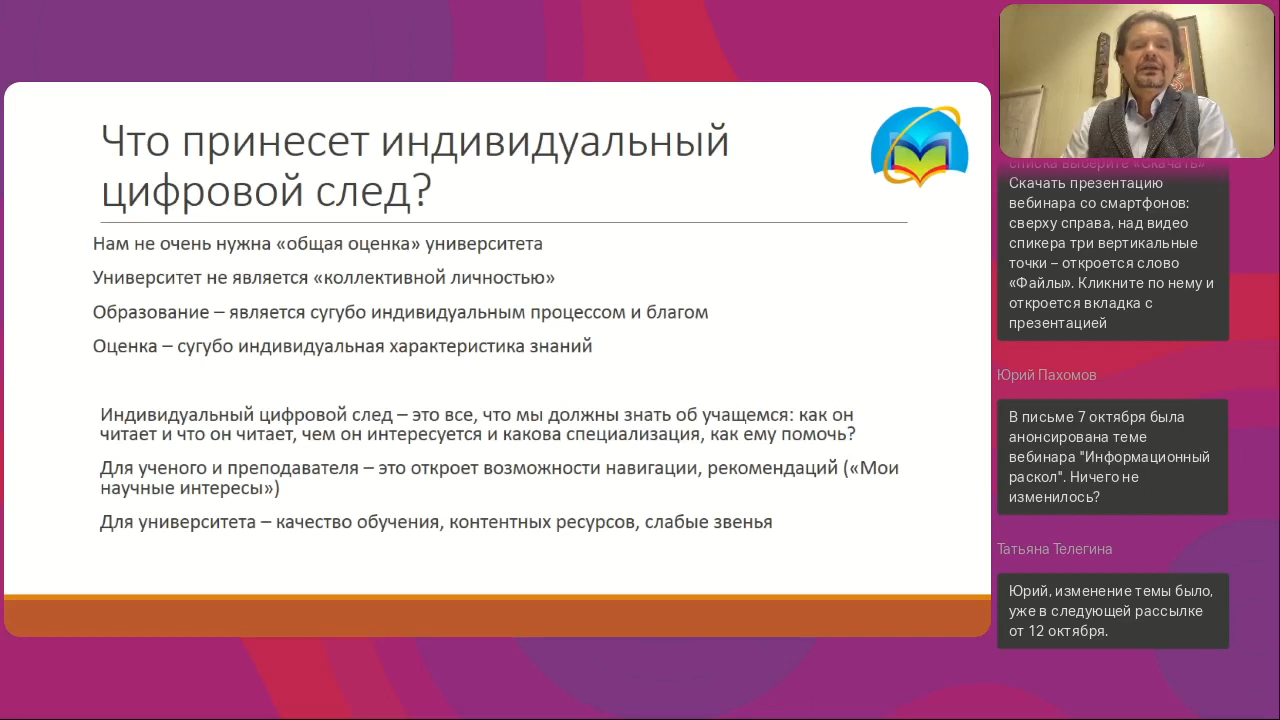 Что принесет индивидуальный
цифровой след?
Нам не очень нужна «общая оценка» университета
Университет не является «коллективной личностью»
Образование – является сугубо индивидуальным процессом и благом
Оценка – сугубо индивидуальная характеристика знаний
Индивидуальный цифровой след – это все, что мы должны знать об учащемся: как он
читает и что он читает, чем он интересуется и какова специализация, как ему помочь?
Для ученого и преподавателя – это откроет возможности навигации, рекомендаций («Мои
научные интересы»)
Для университета – качество обучения, контентных ресурсов, слабые звенья
списка выберите «Скачать»
Скачать презентацию
вебинара со смартфонов:
сверху справа, над видео
спикера три вертикальные
точки – откроется слово
«Файлы». Кликните по нему и
откроется вкладка с
презентацией
Юрий Пахомов
В письме 7 октября была
анонсирована теме
вебинара "Информационный
раскол". Ничего не
изменилось?
Татьяна Телегина
Юрий, изменение темы было,
уже в следующей рассылке
от 12 октября.